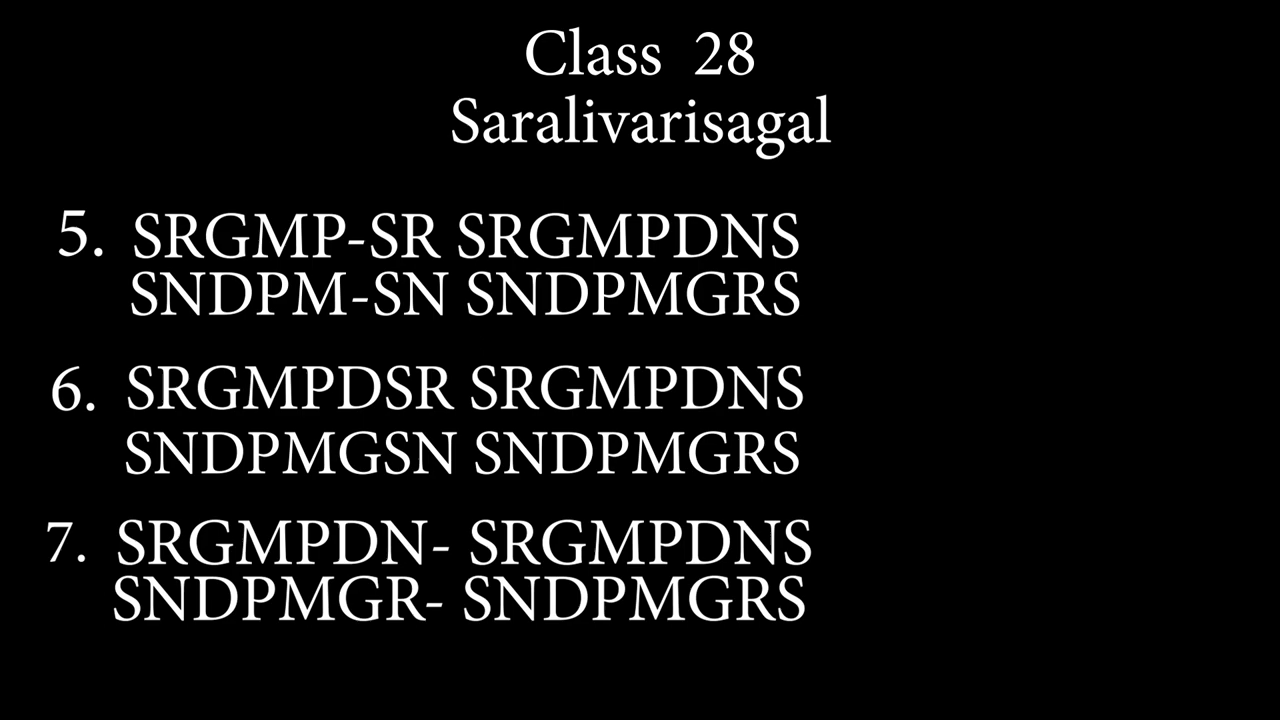 Class 28
Saralivarisagal
5. SRGMP-SR SRGMPDNS
SNDPM-SN SNDPMGRS
6. SRGMPDSR SRGMPDNS
SNDPMGSN SNDPMGRS
7. SRGMPDN- SRGMPDNS
SNDPMGR- SNDPMGRS